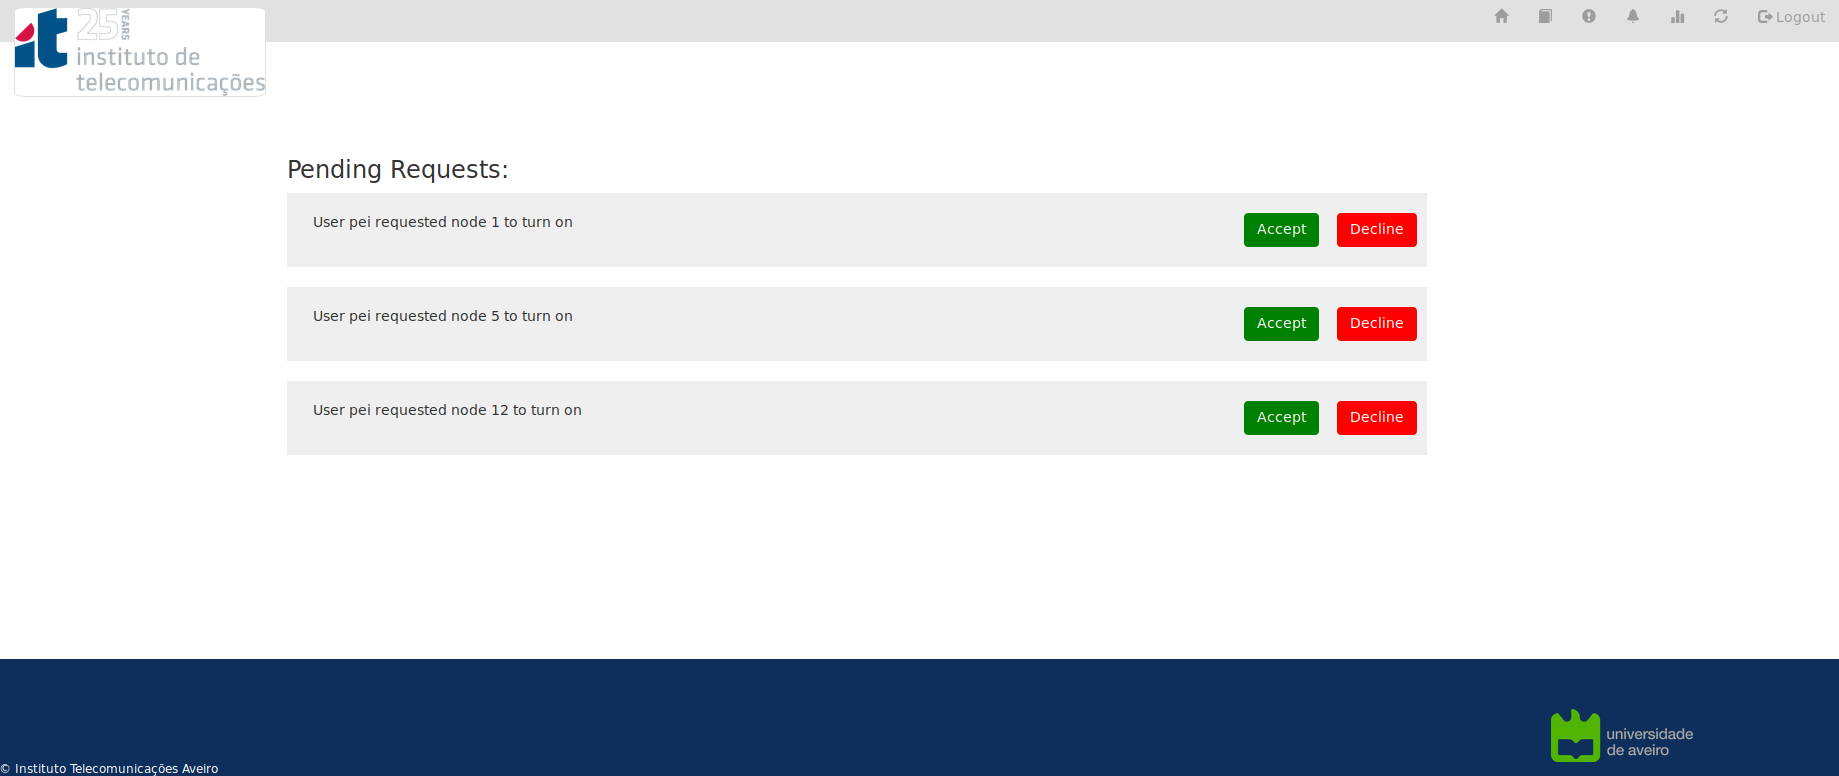 25 YEARS
instituto de
telecomunicações
Logout
Pending Requests:
User pei requested node 1 to turn on
Accept
Decline
User pei requested node 5 to turn on
Accept
Decline
User pei requested node 12 to turn on
Accept
Decline
universidade
de aveiro
© Instituto Telecomunicações Aveiro